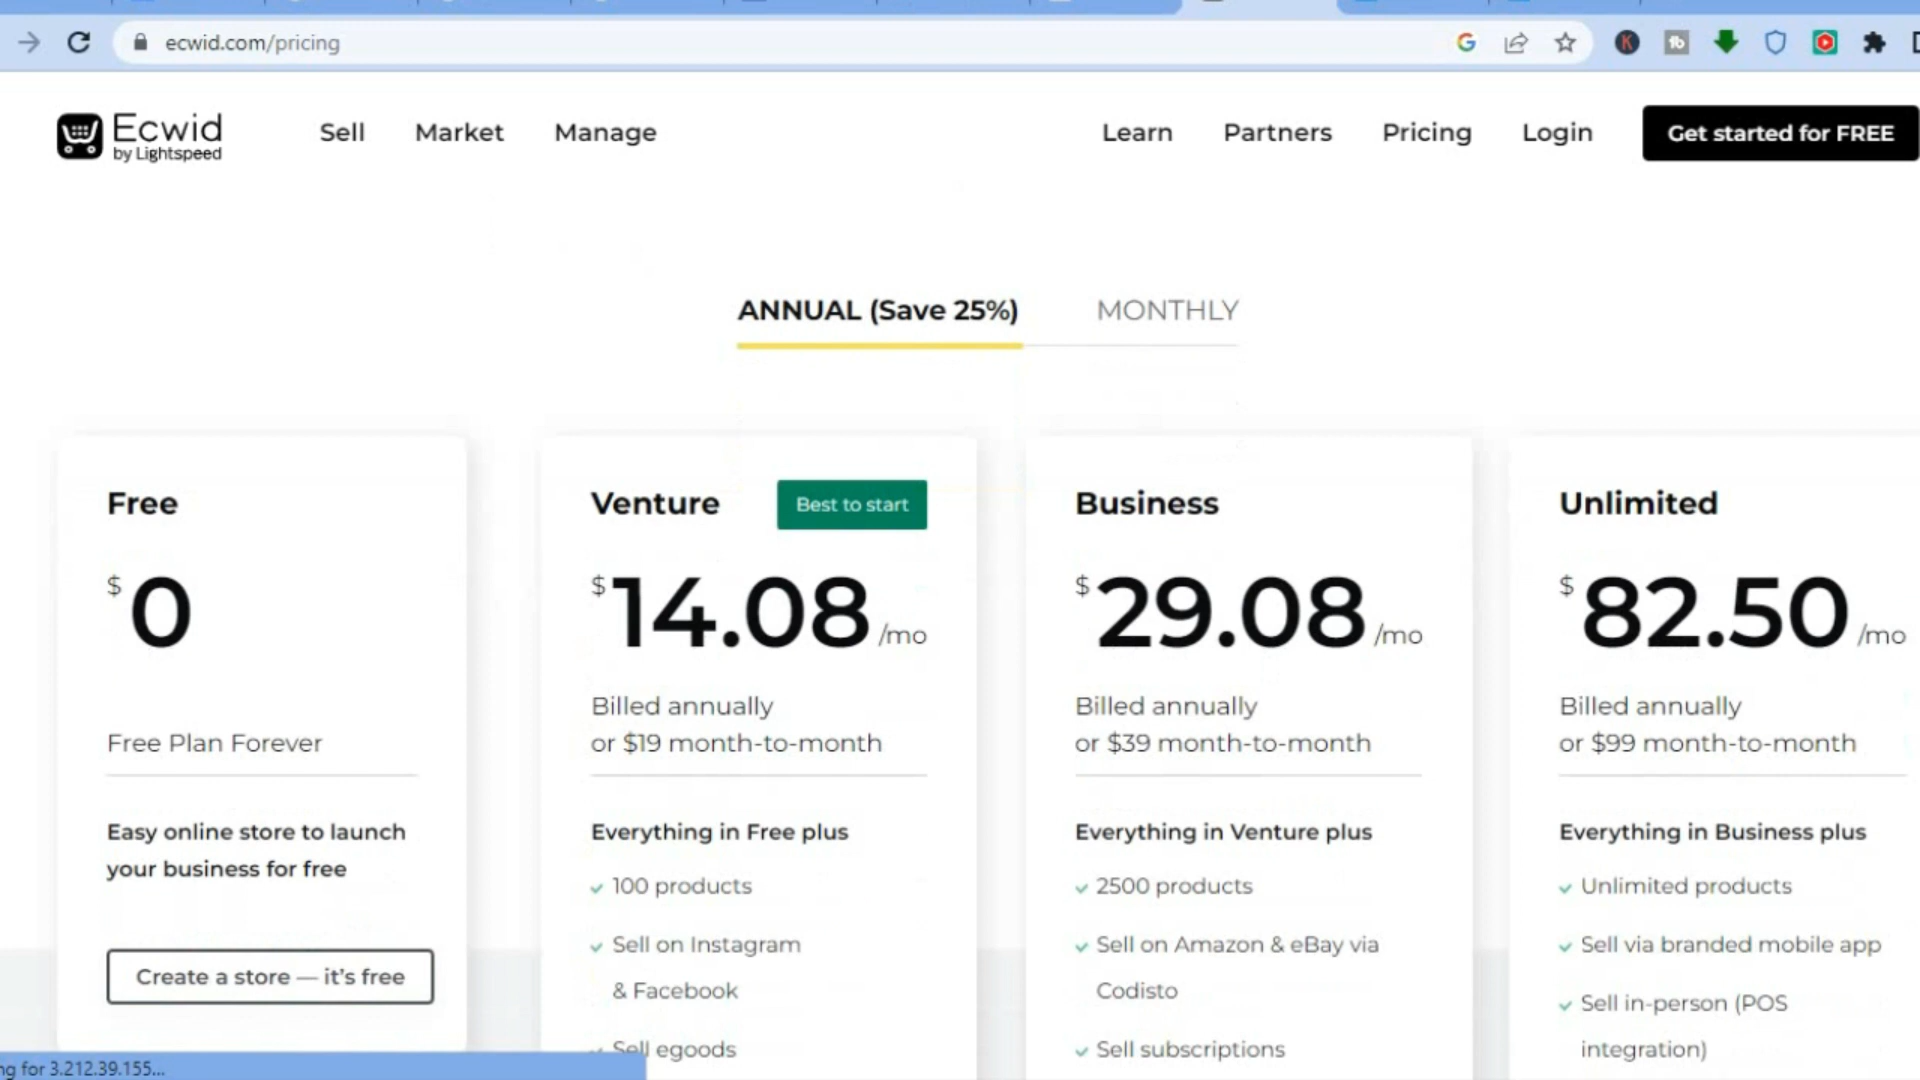 ecwid.com/pricing
Ecwid
by Lightspeed
Sell Market Manage Learn Partners Pricing Login Get started for FREE
ANNUAL (Save 25%) MONTHLY
Free
$0
Free Plan Forever
Easy online store to launch
your business for free
Create a store — it's free
Venture Best to start
$14.08 /mo
Billed annually
or $19 month-to-month
Everything in Free plus
100 products
Sell on Instagram
& Facebook
Sell egoods
Business
$29.08 /mo
Billed annually
or $39 month-to-month
Everything in Venture plus
2500 products
Sell on Amazon & eBay via
Codisto
Sell subscriptions
Unlimited
$82.50 /mo
Billed annually
or $99 month-to-month
Everything in Business plus
Unlimited products
Sell via branded mobile app
Sell in-person (POS
integration)
ng for 3.212.39.155...